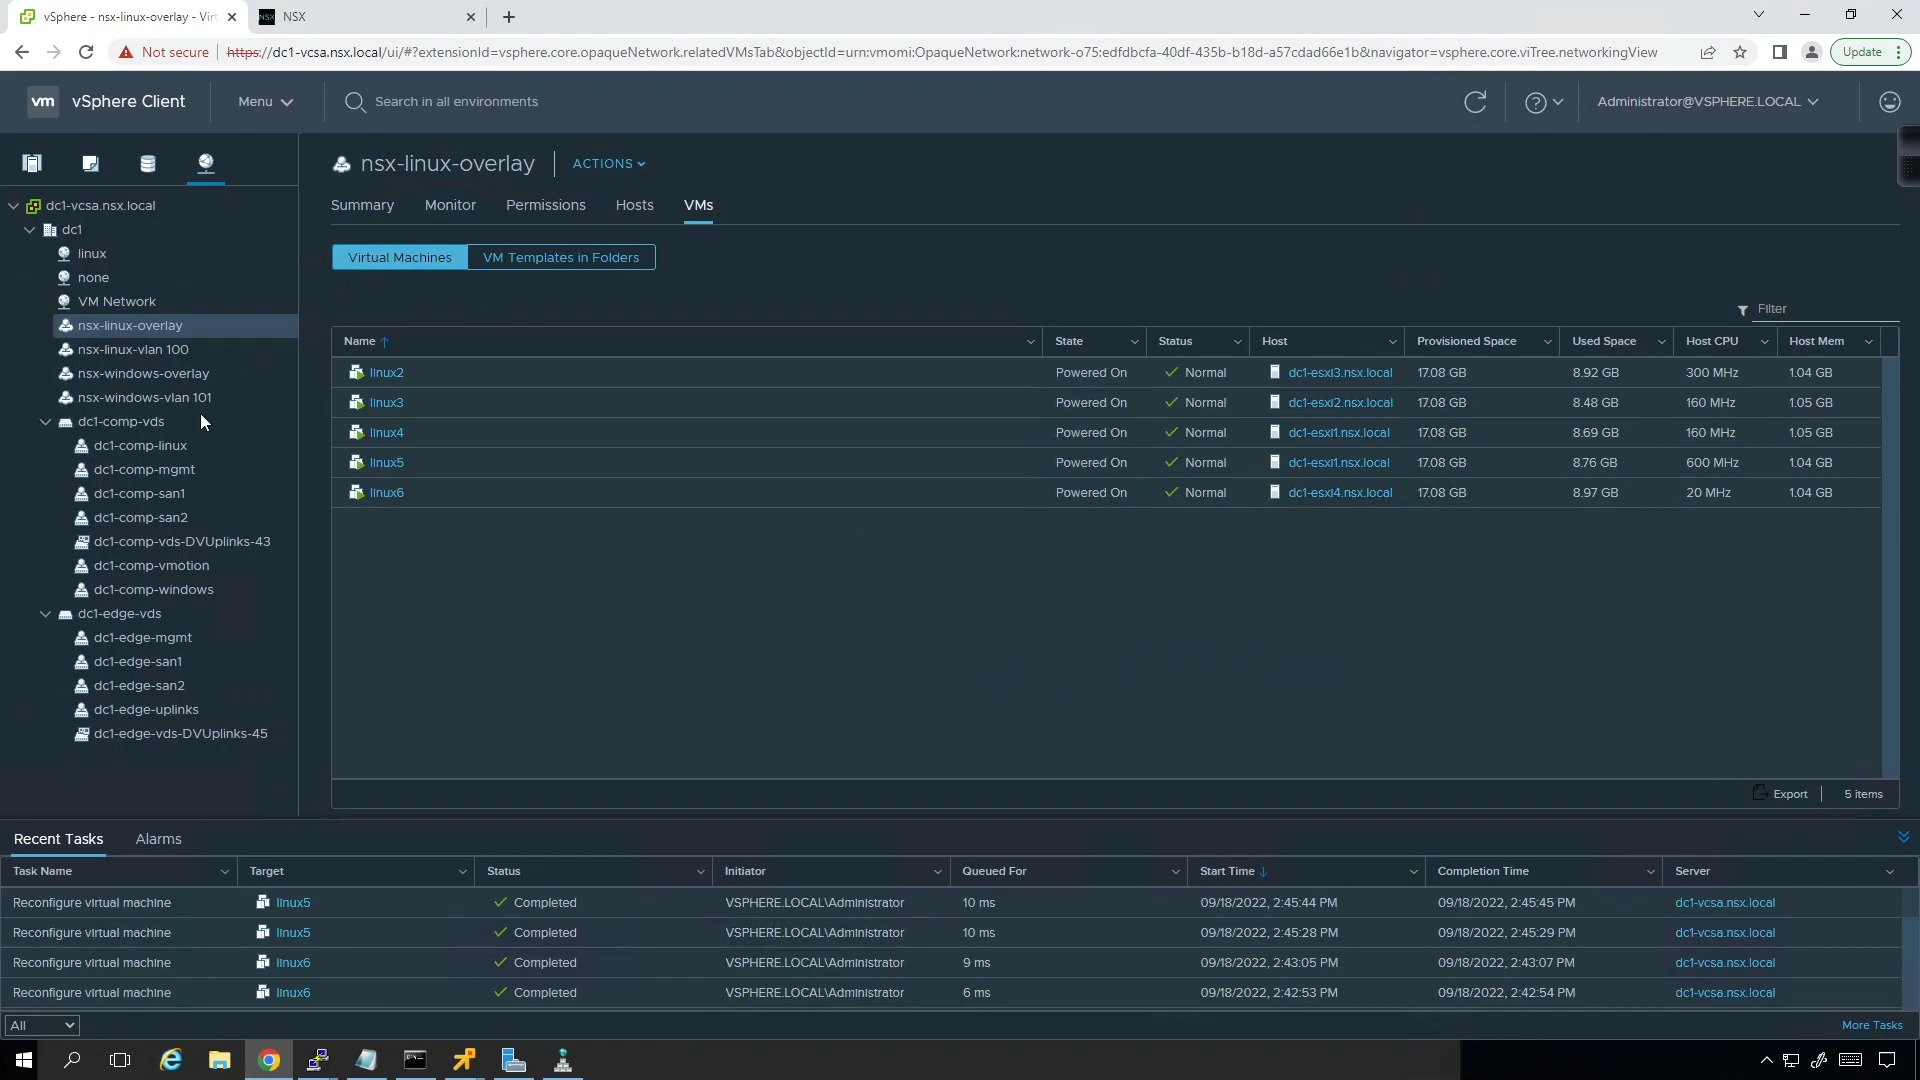 vSphere - nsx-linux-overlay - Virt
NSX NSX
Not secure https://dc1-vcsa.nsx.local/ui/#?extensionId=vsphere.core.opaqueNetwork.relatedVMsTab&objectId=urn:vmomi:OpaqueNetwork:network-o75:edfdbcfa-40df-435b-b18d-a57cdad66e1b&navigator=vsphere.core.viTree.networkingView
Update
vm vSphere Client Menu Search in all environments Administrator@VSPHERE.LOCAL
dc1-vcsa.nsx.local
dc1
linux
none
VM Network
nsx-linux-overlay
nsx-linux-vlan 100
nsx-windows-overlay
nsx-windows-vlan 101
dc1-comp-vds
dc1-comp-linux
dc1-comp-mgmt
dc1-comp-san1
dc1-comp-san2
dc1-comp-vds-DVUplinks-43
dc1-comp-vmotion
dc1-comp-windows
dc1-edge-vds
dc1-edge-mgmt
dc1-edge-san1
dc1-edge-san2
dc1-edge-uplinks
dc1-edge-vds-DVUplinks-45
nsx-linux-overlay ACTIONS
Summary Monitor Permissions Hosts VMs
Virtual Machines VM Templates in Folders
Filter
Name State Status Host Provisioned Space Used Space Host CPU Host Mem
linux2 Powered On Normal dc1-esxi3.nsx.local 17.08 GB 8.92 GB 300 MHz 1.04 GB
linux3 Powered On Normal dc1-esxi2.nsx.local 17.08 GB 8.48 GB 160 MHz 1.05 GB
linux4 Powered On Normal dc1-esxi1.nsx.local 17.08 GB 8.69 GB 160 MHz 1.05 GB
linux5 Powered On Normal dc1-esxi1.nsx.local 17.08 GB 8.76 GB 600 MHz 1.04 GB
linux6 Powered On Normal dc1-esxi4.nsx.local 17.08 GB 8.97 GB 20 MHz 1.04 GB
Export 5 items
Recent Tasks Alarms
Task Name Target Status Initiator Queued For Start Time Completion Time Server
Reconfigure virtual machine linux5 Completed VSPHERE.LOCAL\Administrator 10 ms 09/18/2022, 2:45:44 PM 09/18/2022, 2:45:45 PM dc1-vcsa.nsx.local
Reconfigure virtual machine linux5 Completed VSPHERE.LOCAL\Administrator 10 ms 09/18/2022, 2:45:28 PM 09/18/2022, 2:45:29 PM dc1-vcsa.nsx.local
Reconfigure virtual machine linux6 Completed VSPHERE.LOCAL\Administrator 9 ms 09/18/2022, 2:43:05 PM 09/18/2022, 2:43:07 PM dc1-vcsa.nsx.local
Reconfigure virtual machine linux6 Completed VSPHERE.LOCAL\Administrator 6 ms 09/18/2022, 2:42:53 PM 09/18/2022, 2:42:54 PM dc1-vcsa.nsx.local
All More Tasks